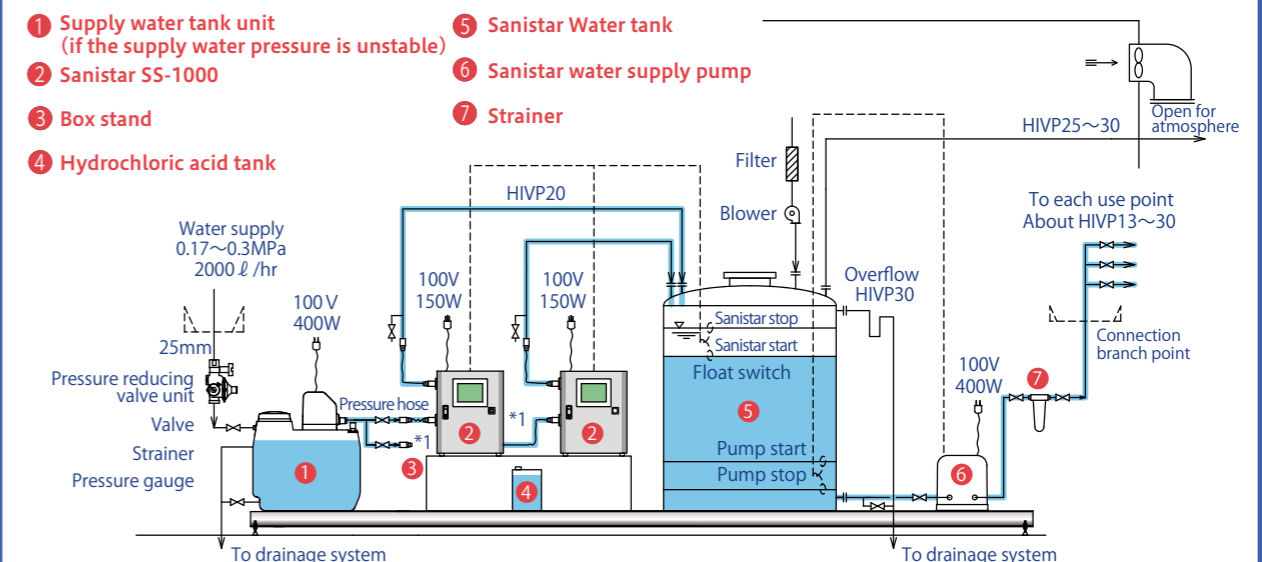 1 Supply water tank unit
(if the supply water pressure is unstable)
2 Sanistar SS-1000
3 Box stand
4 Hydrochloric acid tank
5 Sanistar Water tank
6 Sanistar water supply pump
7 Strainer
Open for
atmosphere
HIVP25〜30
Filter
Blower
HIVP20
To each use point
About HIVP13〜30
Water supply
0.17〜0.3MPa
2000ℓ/hr
100V
400W
100V
150W
100V
150W
Overflow
HIVP30
Sanistar stop
Sanistar start
Float switch
Connection
branch point
25mm
Pressure reducing
valve unit
Valve
Strainer
Pressure gauge
Pressure hose
*1
*1
100V
400W
7
2
2
5
Pump start
Pump stop
1
3
4
6
To drainage system
To drainage system